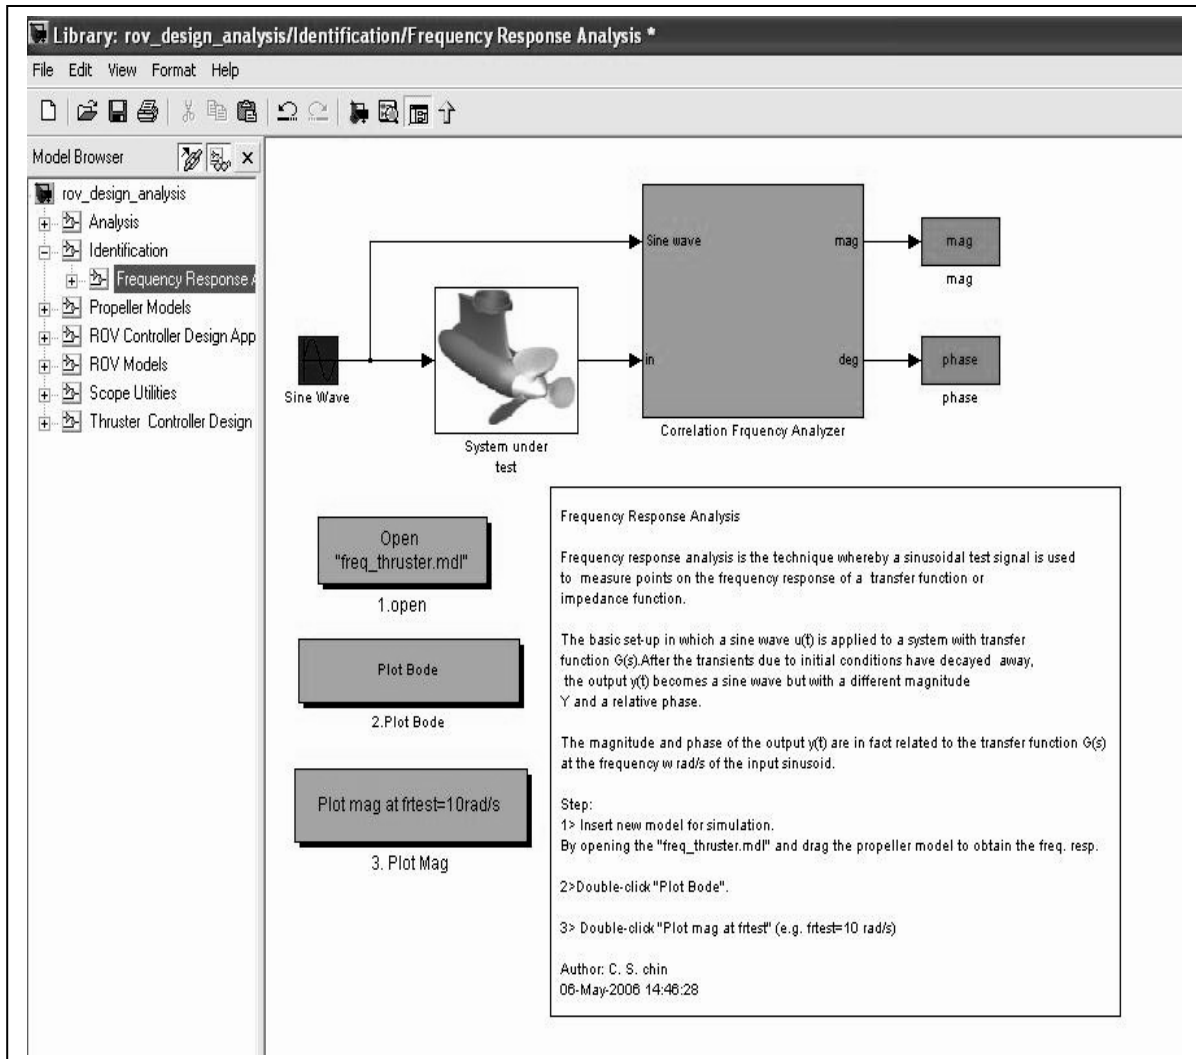 Library: rov_design_analysis/Identification/Frequency Response Analysis *
File Edit View Format Help
Model Browser
rov_design_analysis
Analysis
Identification
Frequency Response A
Propeller Models
ROV Controller Design App
ROV Models
Scope Utilities
Thruster Controller Design
Sine Wave
System under
test
Sine wave
in
mag
deg
Correlation Frquency Analyzer
mag
mag
phase
phase
Open
"freq_thruster.mdl"
1.open
Plot Bode
2.Plot Bode
Plot mag at frtest=10rad/s
3. Plot Mag
Frequency Response Analysis
Frequency response analysis is the technique whereby a sinusoidal test signal is used
to measure points on the frequency response of a transfer function or
impedance function.
The basic set-up in which a sine wave u(t) is applied to a system with transfer
function G(s).After the transients due to initial conditions have decayed away,
the output y(t) becomes a sine wave but with a different magnitude
Y and a relative phase.
The magnitude and phase of the output y(t) are in fact related to the transfer function G(s)
at the frequency w rad/s of the input sinusoid.
Step:
1> Insert new model for simulation.
By opening the "freq_thruster.mdl" and drag the propeller model to obtain the freq. resp.
2>Double-click "Plot Bode".
3> Double-click "Plot mag at frtest" (e.g. frtest=10 rad/s)
Author: C. S. chin
06-May-2006 14:46:28